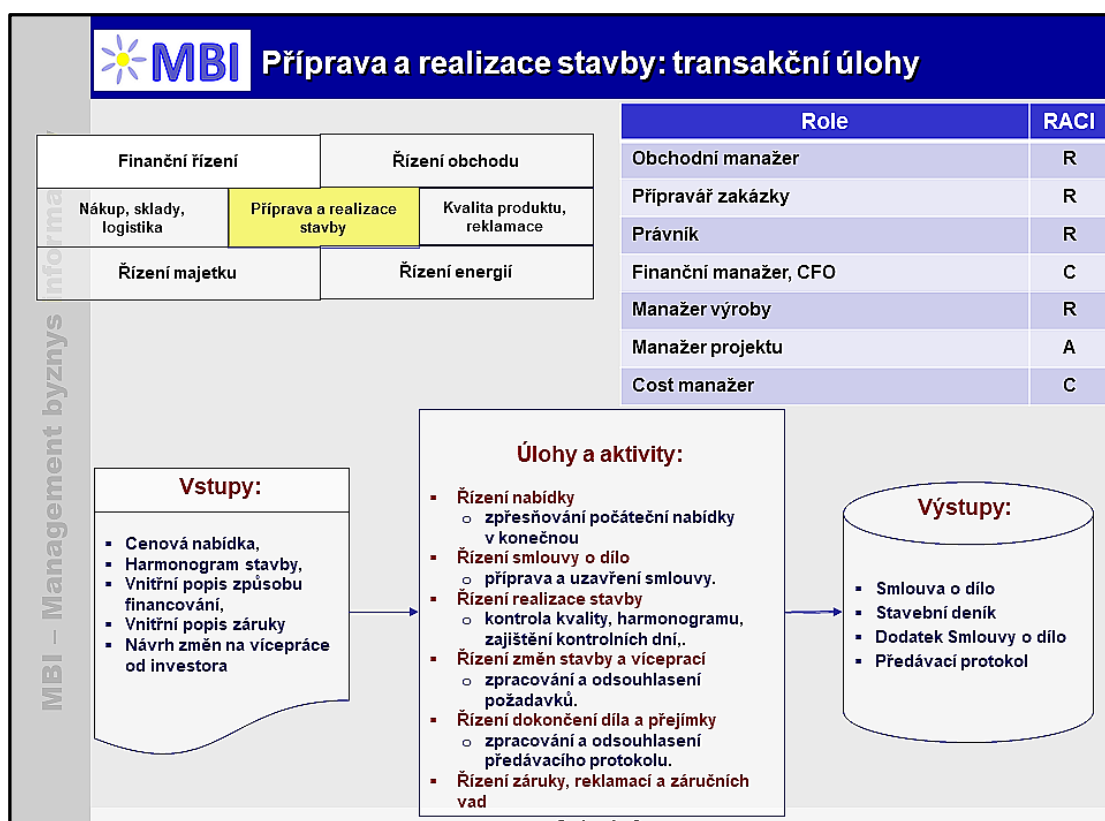 MBI
Příprava a realizace stavby: transakční úlohy
MBI – Management byznys informa
Finanční řízení
Řízení obchodu
Nákup, sklady,
logistika
Příprava a realizace
stavby
Kvalita produktu,
reklamace
Řízení majetku
Řízení energií
Role RACI
Obchodní manažer R
Přípravář zakázky R
Právník R
Finanční manažer, CFO C
Manažer výroby R
Manažer projektu A
Cost manažer C
Vstupy:
▪ Cenová nabídka,
▪ Harmonogram stavby,
▪ Vnitřní popis způsobu
financování,
▪ Vnitřní popis záruky
▪ Návrh změn na vícepráce
od investora
Úlohy a aktivity:
▪ Řízení nabídky
o zpřesňování počáteční nabídky
v konečnou
▪ Řízení smlouvy o dílo
o příprava a uzavření smlouvy.
▪ Řízení realizace stavby
o kontrola kvality, harmonogramu,
zajištění kontrolních dní,.
▪ Řízení změn stavby a víceprací
o zpracování a odsouhlasení
požadavků.
▪ Řízení dokončení díla a přejímky
o zpracování a odsouhlasení
předávacího protokolu.
▪ Řízení záruky, reklamací a záručních
vad
Výstupy:
▪ Smlouva o dílo
▪ Stavební deník
▪ Dodatek Smlouvy o dílo
▪ Předávací protokol